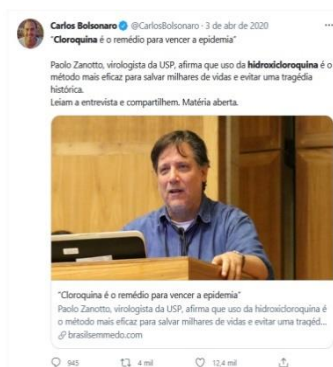 Carlos Bolsonaro @CarlosBolsonaro · 3 de abr de 2020 ...
"Cloroquina é o remédio para vencer a epidemia"
Paolo Zanotto, virologista da USP, afirma que uso da hidroxicloroquina é o
método mais eficaz para salvar milhares de vidas e evitar uma tragédia
histórica.
Leiam a entrevista e compartilhem. Matéria aberta.
"Cloroquina é o remédio para vencer a epidemia"
Paolo Zanotto, virologista da USP, afirma que uso da hidroxicloroquina é
o método mais eficaz para salvar milhares de vidas e evitar uma tragéd...
brasilsemmedo.com
945 4 mil 12,4 mil